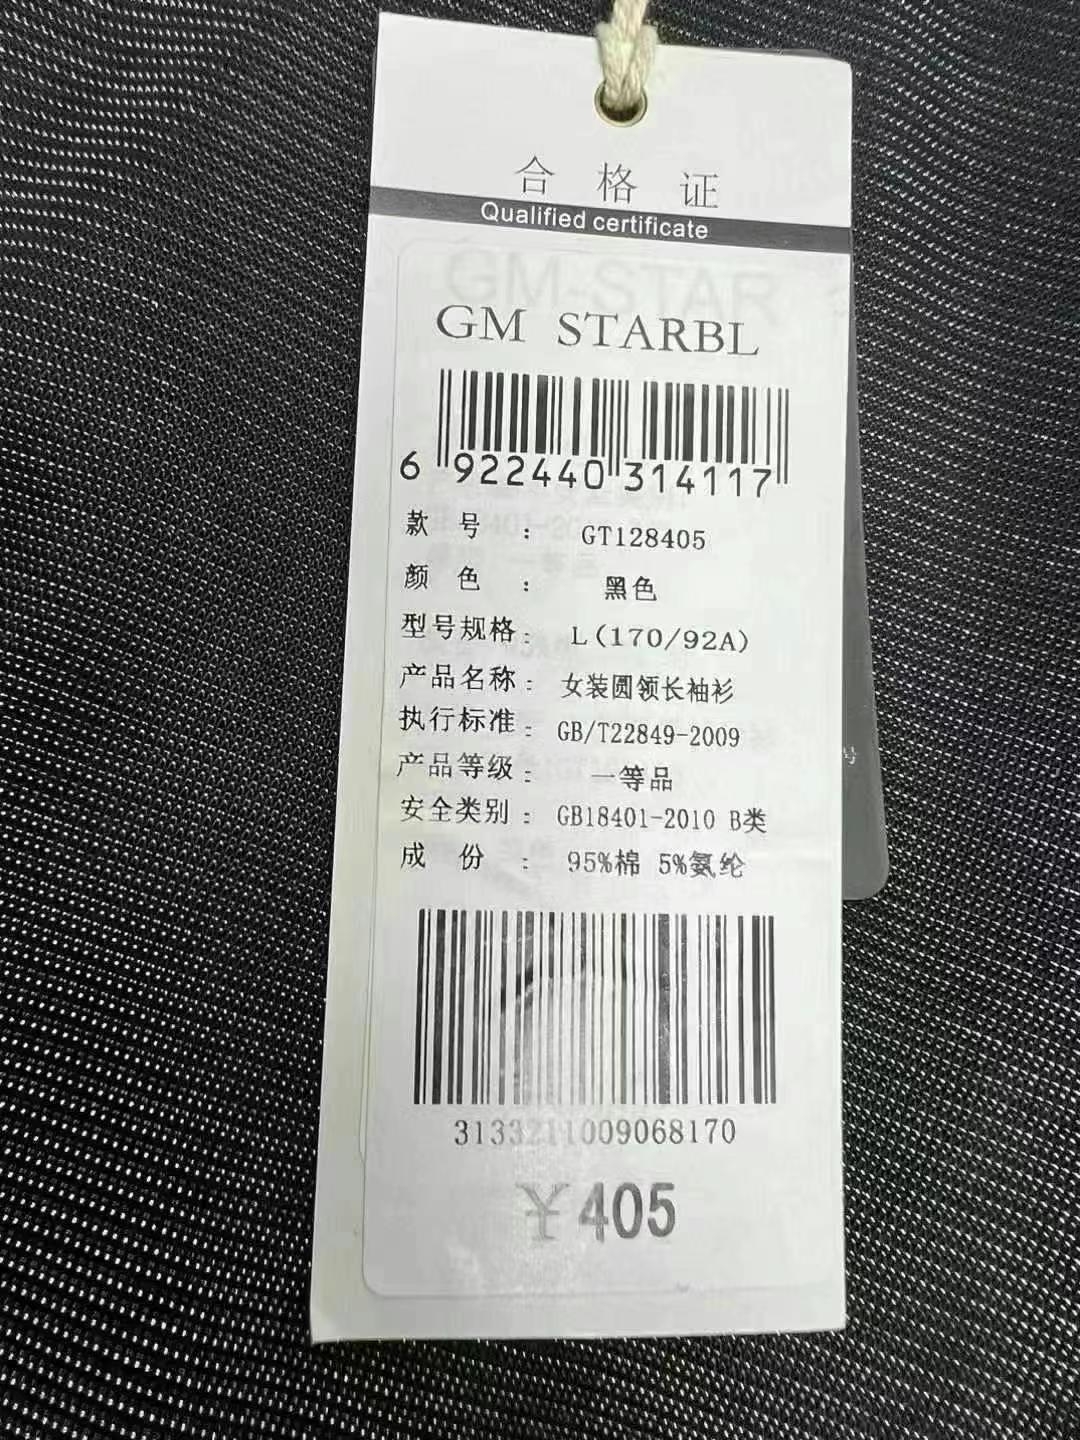 合格证
Qualified certificate
GM-STAR
GM STARBL
6 922440 314117
款号: GT128405
颜色: 黑色
型号规格: L(170/92A)
产品名称: 女装圆领长袖衫
执行标准: GB/T22849-2009
产品等级: 一等品
安全类别: GB18401-2010 B类
成份: 95%棉 5%氨纶
3133211009068170
￥405
号